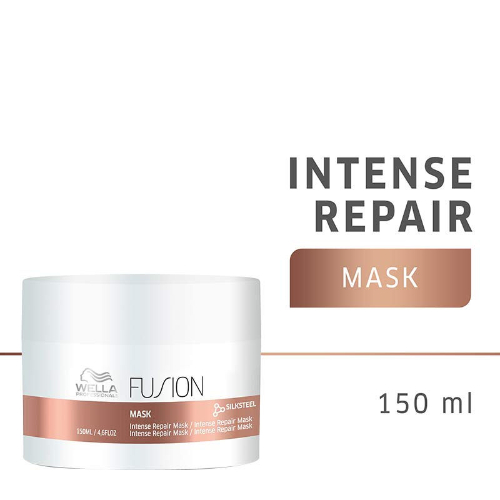 INTENSE
REPAIR
MASK
150 ml
WELLA
PROFESSIONALS
FUSION
MASK
SILKSTEEL
Intense Repair Mask / Intense Repair Mask
150ML / 4.6FLOZ
Intense Repair Mask / Intense Repair Mask